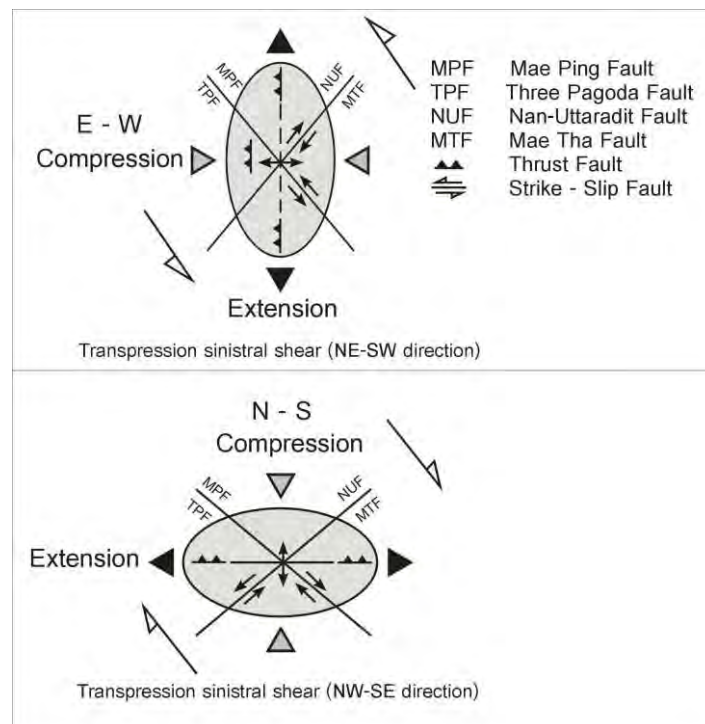 MPF
TPF
NUF
MTF
E - W
Compression
Extension
Transpression sinistral shear (NE-SW direction)
MPF Mae Ping Fault
TPF Three Pagoda Fault
NUF Nan-Uttaradit Fault
MTF Mae Tha Fault
Thrust Fault
Strike - Slip Fault
N - S
Compression
MPF
TPF
NUF
MTF
Extension
Transpression sinistral shear (NW-SE direction)